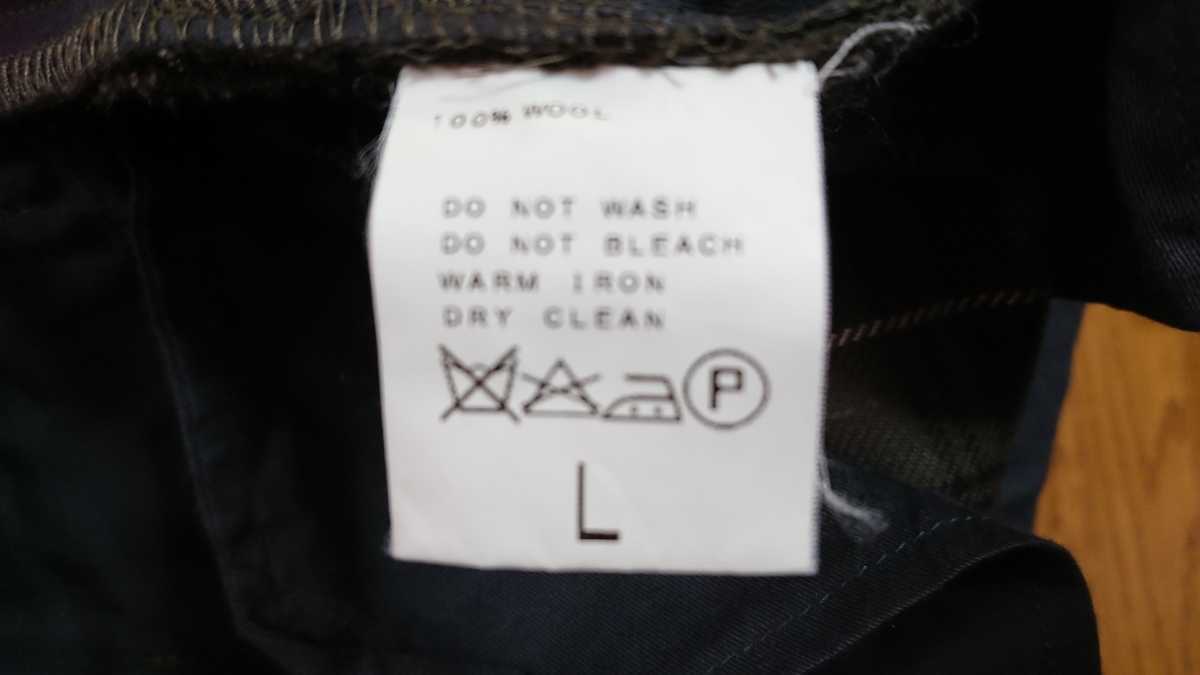 100% WOOL
DO NOT WASH
DO NOT BLEACH
WARM IRON
DRY CLEAN
P
L